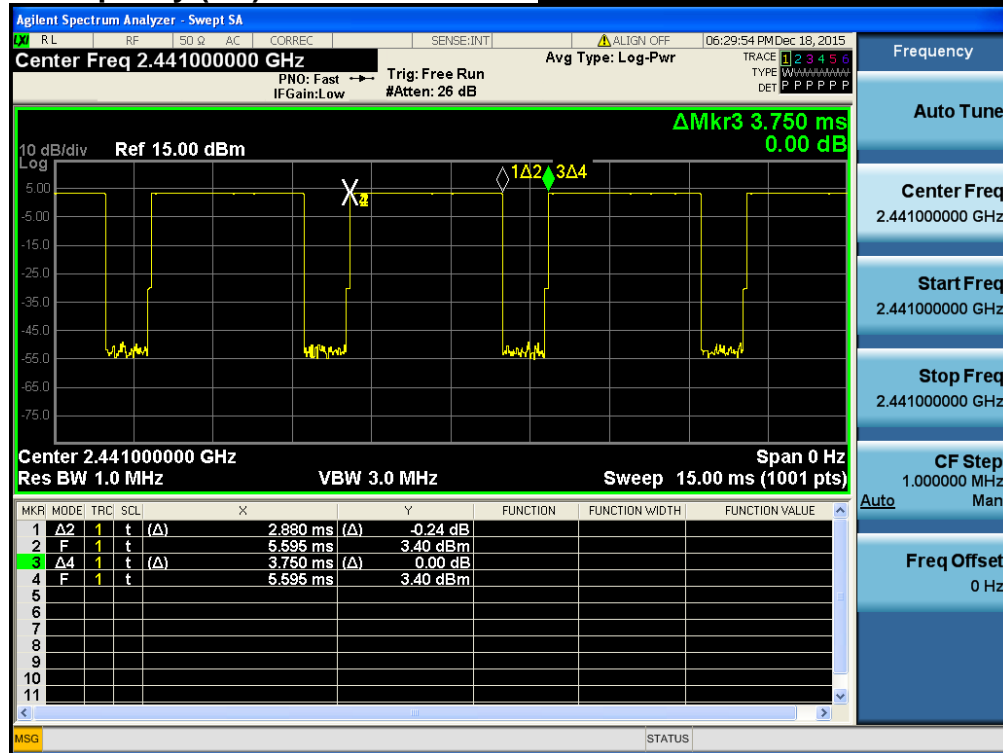 Agilent Spectrum Analyzer - Swept SA
LXI RL RF 50 Ω AC CORREC SENSE:INT ALIGN OFF 06:29:54 PM Dec 18, 2015
Center Freq 2.441000000 GHz
PNO: Fast
IFGain:Low
Trig: Free Run
#Atten: 26 dB
Avg Type: Log-Pwr
TRACE 1 2 3 4 5 6
TYPE
DET P P P P P P
ΔMkr3 3.750 ms
0.00 dB
10 dB/div Ref 15.00 dBm
Log
1Δ2 3Δ4
5.00
-5.00
-15.0
-25.0
-35.0
-45.0
-55.0
-65.0
-75.0
Center 2.441000000 GHz Span 0 Hz
Res BW 1.0 MHz VBW 3.0 MHz Sweep 15.00 ms (1001 pts)
MKR MODE TRC SCL X Y FUNCTION FUNCTION WIDTH FUNCTION VALUE
1 Δ2 1 t (Δ) 2.880 ms (Δ) -0.24 dB
2 F 1 t 5.595 ms 3.40 dBm
3 Δ4 1 t (Δ) 3.750 ms (Δ) 0.00 dB
4 F 1 t 5.595 ms 3.40 dBm
5
6
7
8
9
10
11
MSG STATUS
Frequency
Auto Tune
Center Freq
2.441000000 GHz
Start Freq
2.441000000 GHz
Stop Freq
2.441000000 GHz
CF Step
1.000000 MHz
Auto Man
Freq Offset
0 Hz